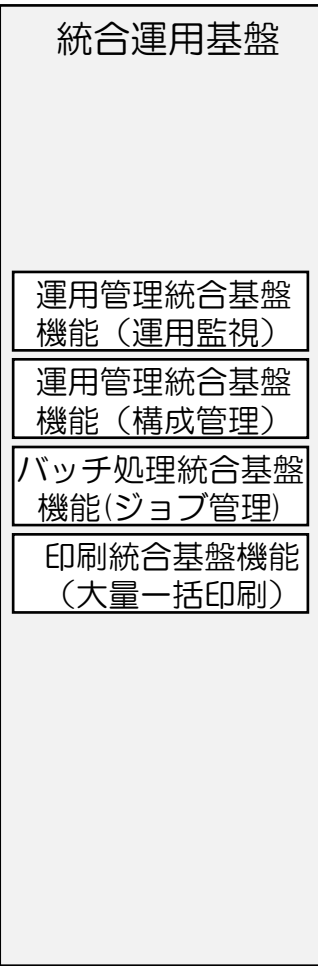 統合運用基盤
運用管理統合基盤
機能（運用監視）
運用管理統合基盤
機能（構成管理）
バッチ処理統合基盤
機能(ジョブ管理)
印刷統合基盤機能
（大量一括印刷）